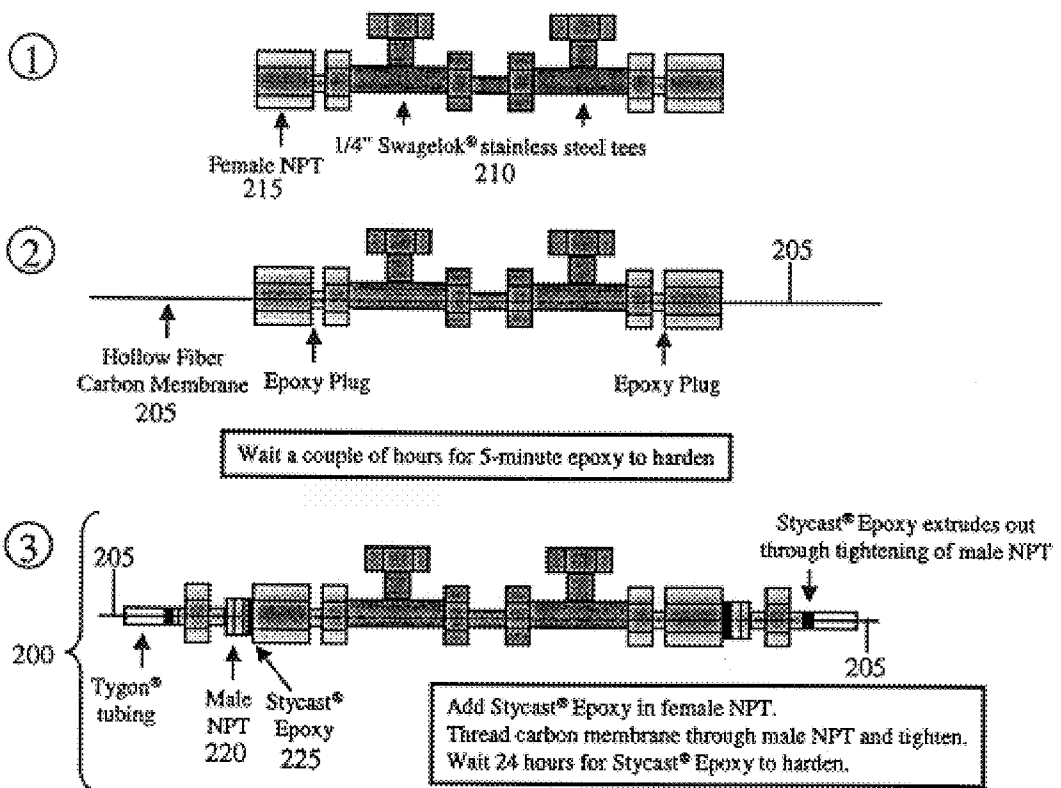 1
1/4" Swagelok® stainless steel tees
210
Female NPT
215
2
205
Hollow Fiber
Carbon Membrane
205
Epoxy Plug
Epoxy Plug
Wait a couple of hours for 5-minute epoxy to harden
3
Stycast® Epoxy extrudes out
through tightening of male NPT
205
200
205
Tygon®
tubing
Male
NPT
220
Stycast®
Epoxy
225
Add Stycast® Epoxy in female NPT.
Thread carbon membrane through male NPT and tighten.
Wait 24 hours for Stycast® Epoxy to harden.